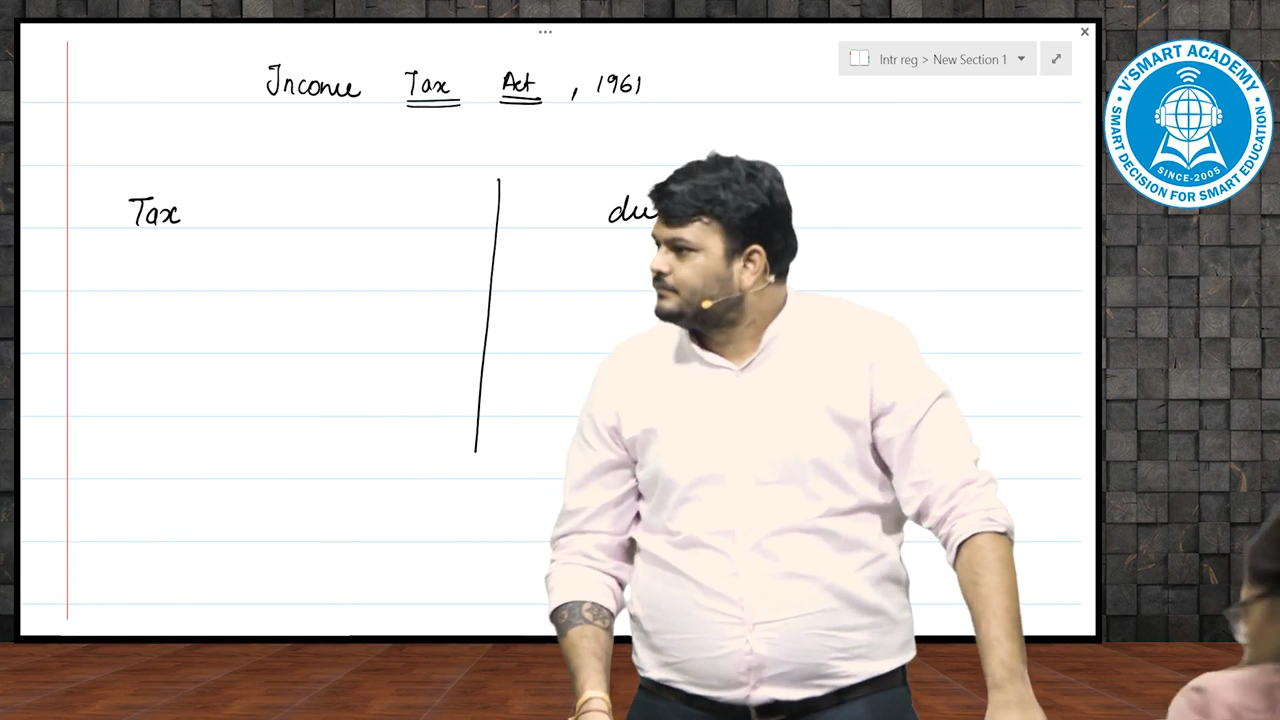 ...
Intr reg > New Section 1
Income Tax Act, 1961
Tax du
V'SMART ACADEMY
SINCE-2005
SMART DECISION FOR SMART EDUCATION